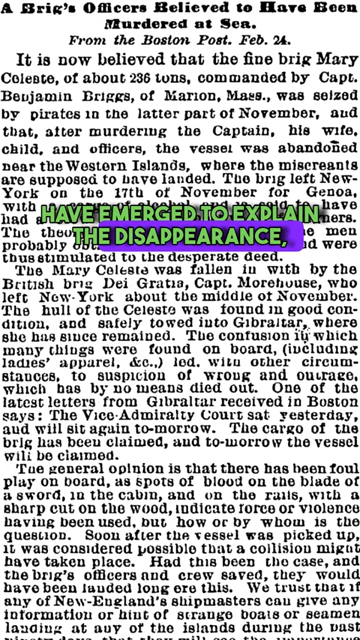 A Brig's Officers Believed to Have Been
Murdered at Sea.
From the Boston Post. Feb. 24.
It is now believed that the fine brig Mary
Celeste, of about 236 tons, commanded by Capt.
Benjamin Briggs, of Marion, Mass., was seized
by pirates in the latter part of November, and
that, after murdering the Captain, his wife,
child, and officers, the vessel was abandoned
near the Western Islands, where the miscreants
are supposed to have landed. The brig left New-
York on the 17th of November for Genoa,
with
had
HAVE EMERGED TO EXPLAIN
The men
THE DISAPPEARANCE,
probably were
thus stimulated to the desperate deed.
The Mary Celeste was fallen in with by the
British brig Dei Gratia, Capt. Morehouse, who
left New-York about the middle of November.
The hull of the Celeste was found in good con-
dition, and safely towed into Gibraltar, where
she has since remained. The confusion in which
many things were found on board, (including
ladies' apparel, &c.,) led, with other circum-
stances, to suspicion of wrong and outrage,
which has by no means died out. One of the
latest letters from Gibraltar received in Boston
says: The Vice-Admiralty Court sat yesterday,
and will sit again to-morrow. The cargo of the
brig has been claimed, and to-morrow the vessel
will be claimed.
The general opinion is that there has been foul
play on board, as spots of blood on the blade of
a sword, in the cabin, and on the rails, with a
sharp cut on the wood, indicate force or violence
having been used, but how or by whom is the
question. Soon after the vessel was picked up,
it was considered possible that a collision might
have taken place. Had this been the case, and
the brig's officers and crew saved, they would
have been landed long ere this. We trust that if
any of New-England's shipmasters can give any
information or hint of strange boats or seamen
landing at any of the islands during the past